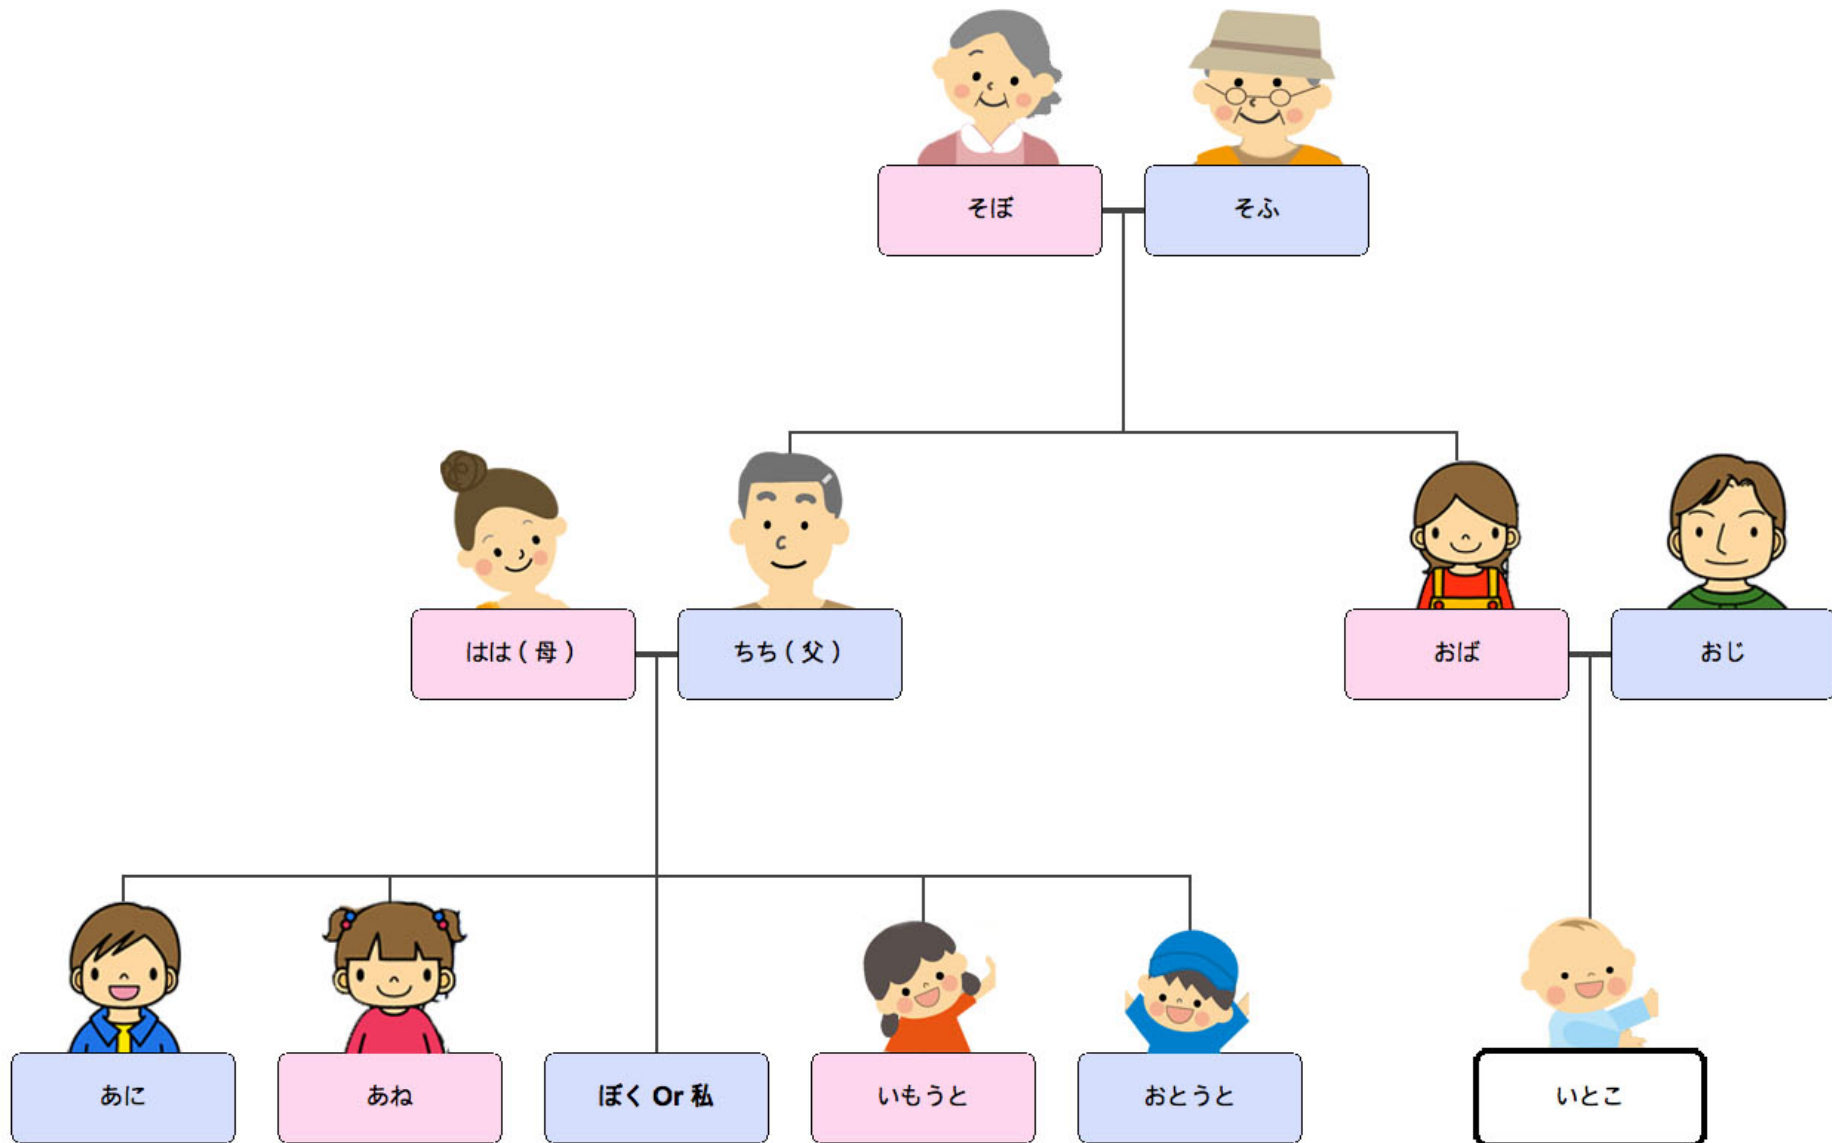 そぼ
そふ
はは ( 母 )
ちち ( 父 )
おば
おじ
あに
あね
ぼく Or 私
いもうと
おとうと
いとこ